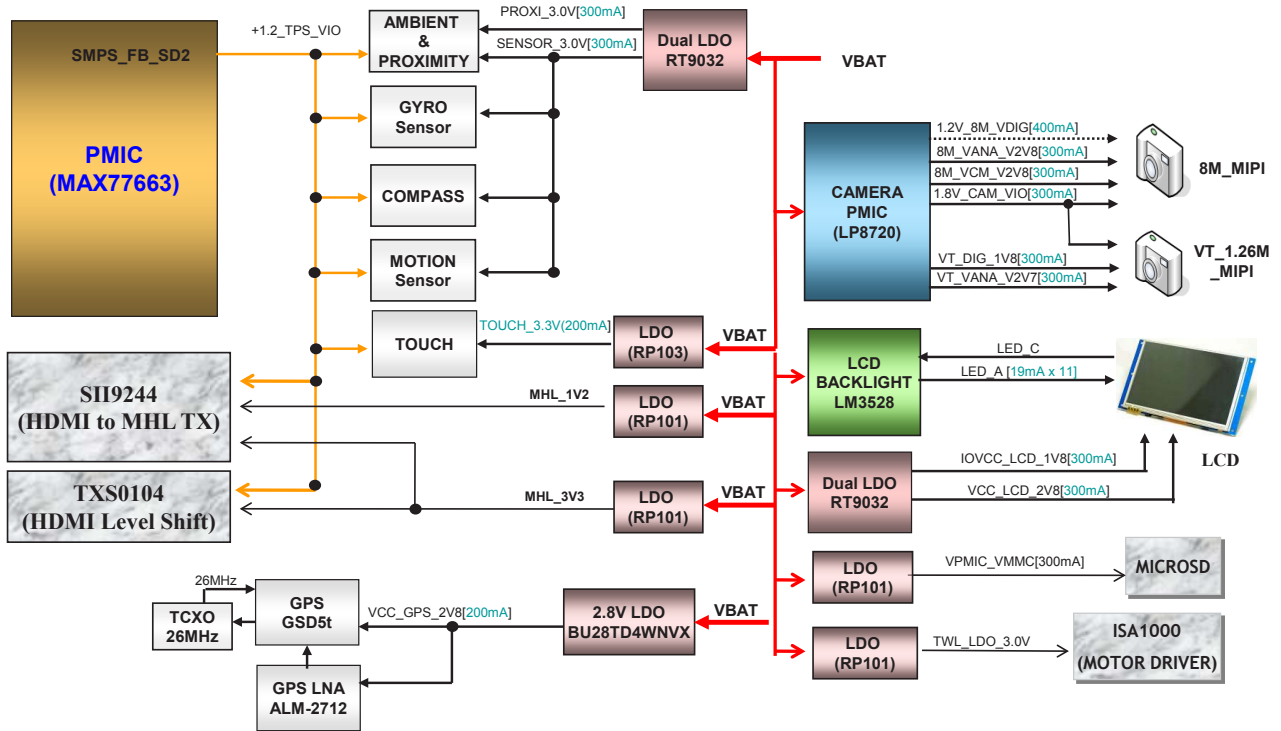 +1.2_TPS_VIO
SMPS_FB_SD2
PMIC
(MAX77663)
AMBIENT
&
PROXIMITY
PROXI_3.0V[300mA]
SENSOR_3.0V[300mA]
Dual LDO
RT9032
VBAT
GYRO
Sensor
COMPASS
MOTION
Sensor
CAMERA
PMIC
(LP8720)
1.2V_8M_VDIG[400mA]
8M_VANA_V2V8[300mA]
8M_VCM_V2V8[300mA]
1.8V_CAM_VIO[300mA]
8M_MIPI
VT_DIG_1V8[300mA]
VT_VANA_V2V7[300mA]
VT_1.26M
_MIPI
TOUCH
TOUCH_3.3V(200mA]
LDO
(RP103)
VBAT
LCD
BACKLIGHT
LM3528
LED_C
LED_A [19mA x 11]
LCD
SII9244
(HDMI to MHL TX)
MHL_1V2
LDO
(RP101)
VBAT
TXS0104
(HDMI Level Shift)
MHL_3V3
LDO
(RP101)
VBAT
Dual LDO
RT9032
IOVCC_LCD_1V8[300mA]
VCC_LCD_2V8[300mA]
LDO
(RP101)
VPMIC_VMMC[300mA]
MICROSD
26MHz
TCXO
26MHz
GPS
GSD5t
VCC_GPS_2V8[200mA]
2.8V LDO
BU28TD4WNVX
VBAT
GPS LNA
ALM-2712
LDO
(RP101)
TWL_LDO_3.0V
ISA1000
(MOTOR DRIVER)